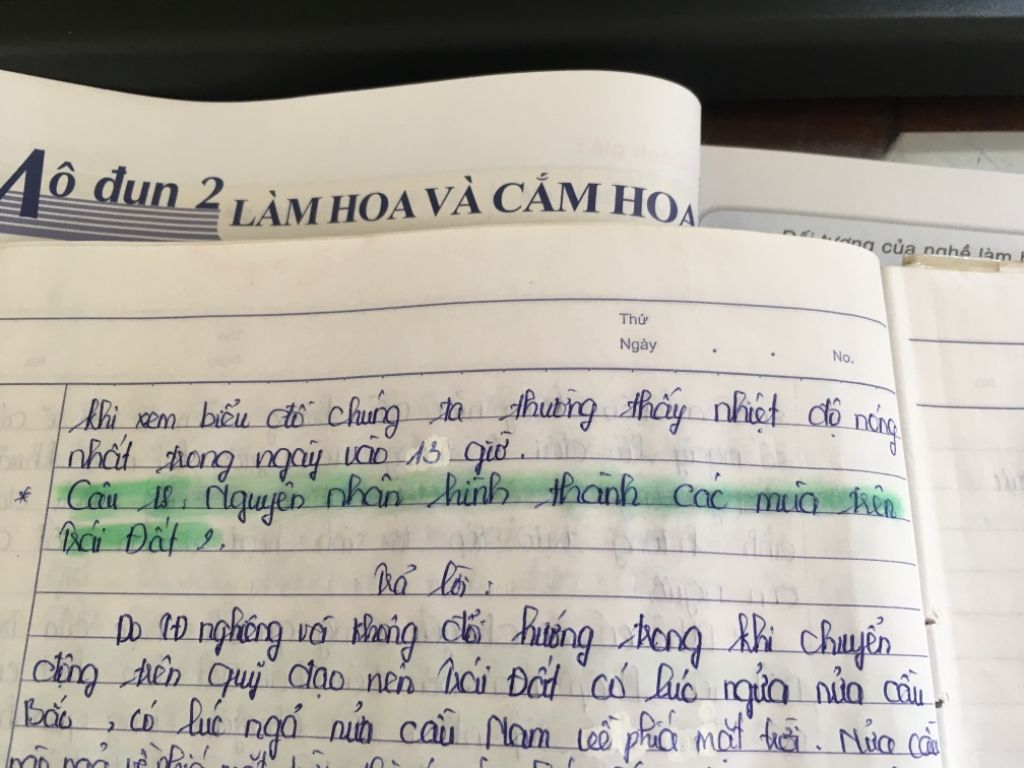 Mô đun 2 LÀM HOA VÀ CẮM HOA
của nghề làm
Thứ
Ngày . . No.
khi xem biểu đồ chúng ta thường thấy nhiệt độ nóng
nhất trong ngày vào 13 giờ.
* Câu 18. Nguyên nhân hình thành các mùa trên
Trái Đất ?.
Trả lời :
Do TĐ nghiêng và không đổi hướng trong khi chuyển
động trên quỹ đạo nên Trái Đất có lúc ngửa nửa cầu
Bắc , có lúc ngả nửa cầu Nam về phía mặt trời . Nửa cầu